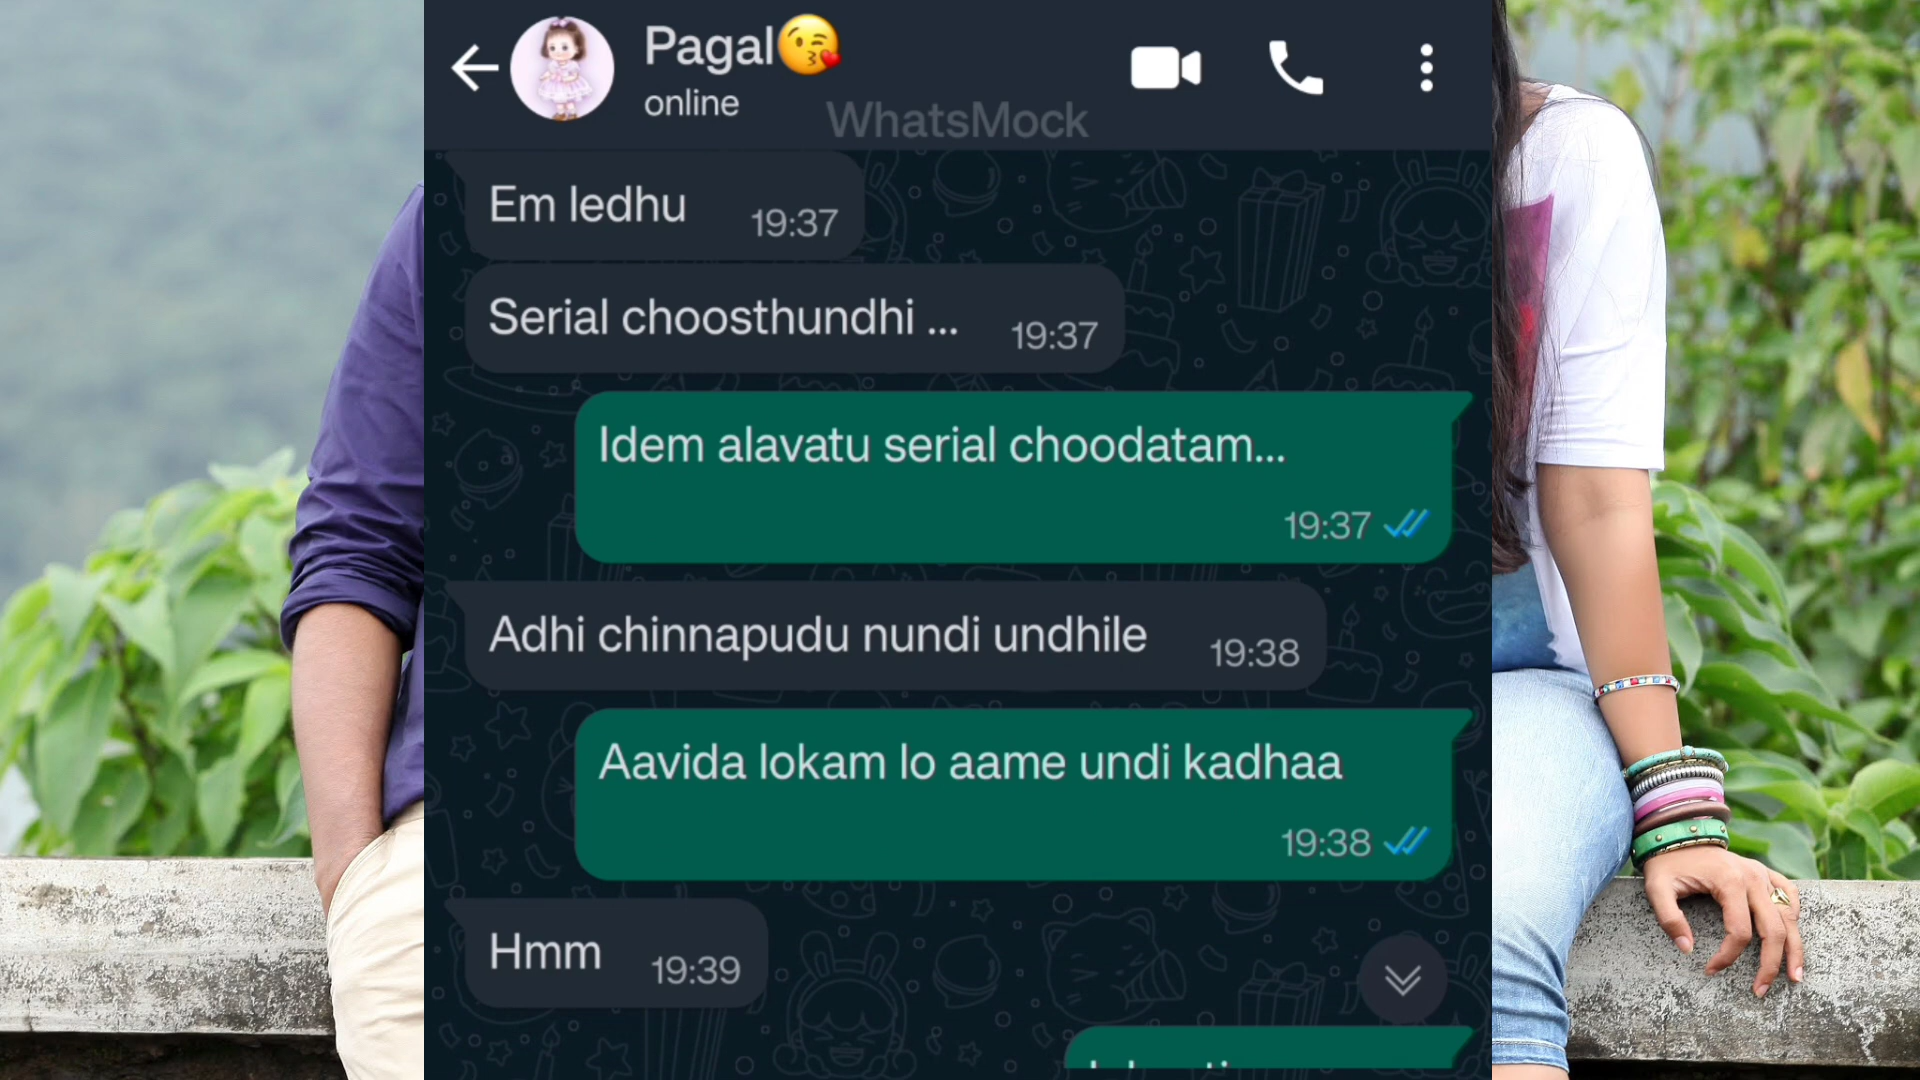 Pagal😘
online
WhatsMock
Em ledhu 19:37
Serial choosthundhi ... 19:37
Idem alavatu serial choodatam...
19:37
Adhi chinnapudu nundi undhile 19:38
Aavida lokam lo aame undi kadhaa
19:38
Hmm 19:39